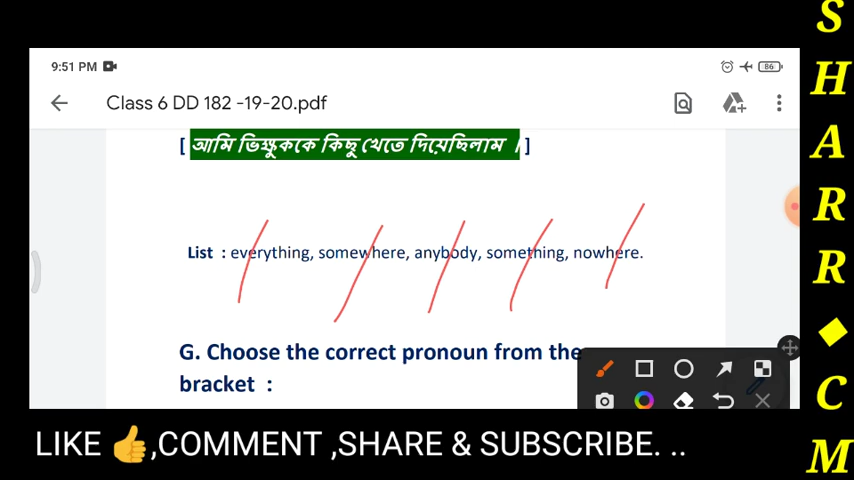 9:51 PM
86
Class 6 DD 182 -19-20.pdf
[ আমি ভিক্ষুককে কিছু খেতে দিয়েছিলাম । ]
List : everything, somewhere, anybody, something, nowhere.
G. Choose the correct pronoun from the
bracket :
LIKE 👍,COMMENT ,SHARE & SUBSCRIBE. ..
S
H
A
R
R
◆
C
M